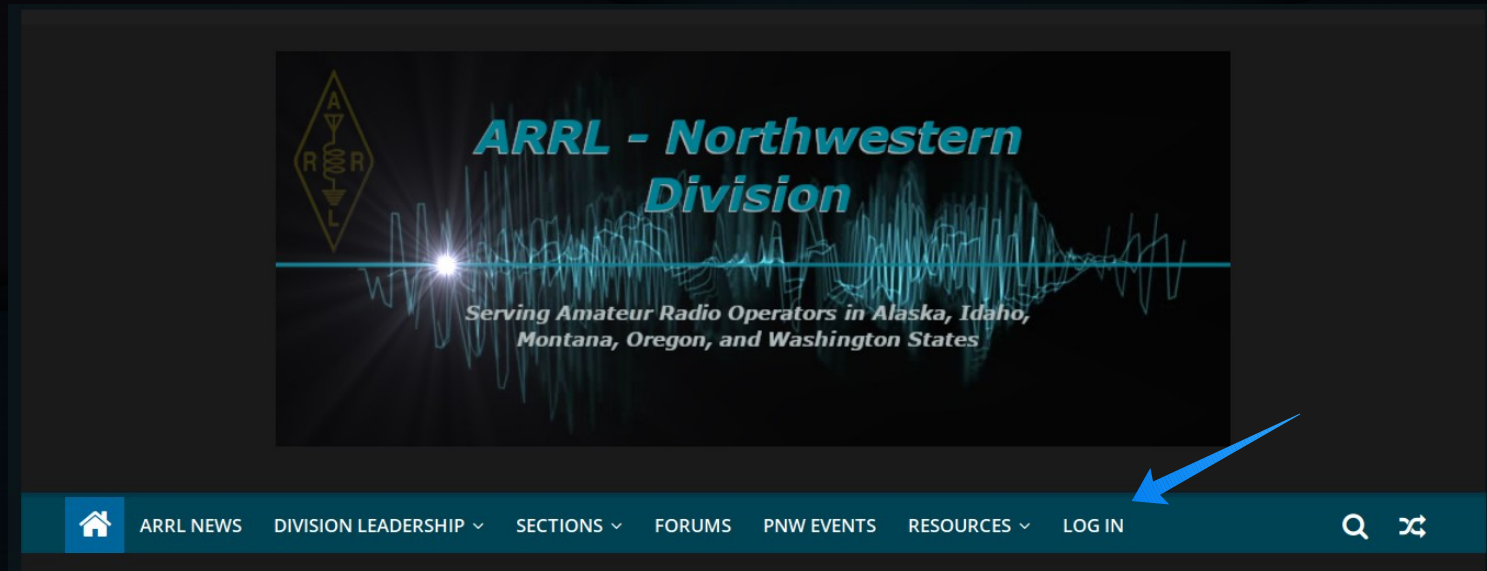 A
R R
L
ARRL - Northwestern
Division
Serving Amateur Radio Operators in Alaska, Idaho,
Montana, Oregon, and Washington States
ARRL NEWS DIVISION LEADERSHIP SECTIONS FORUMS PNW EVENTS RESOURCES LOG IN